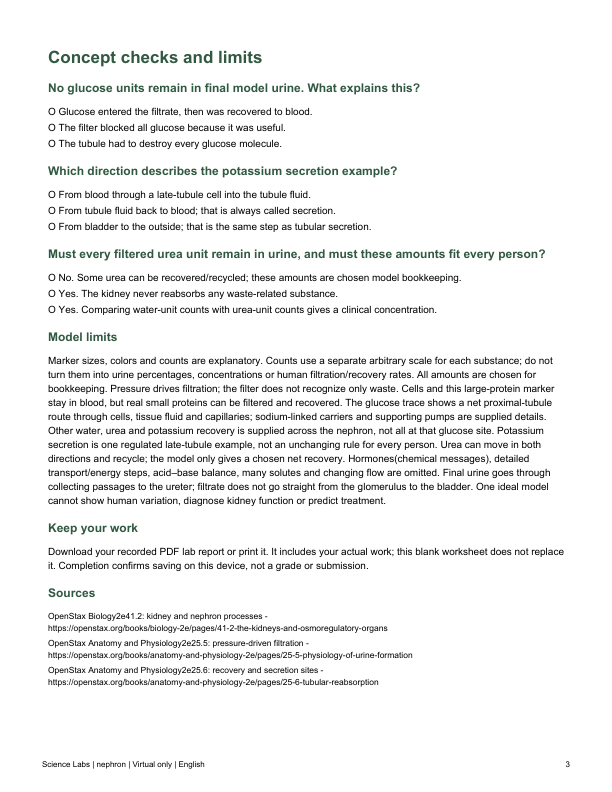 Concept checks and limits
No glucose units remain in final model urine. What explains this?
O Glucose entered the filtrate, then was recovered to blood.
O The filter blocked all glucose because it was useful.
O The tubule had to destroy every glucose molecule.
Which direction describes the potassium secretion example?
O From blood through a late-tubule cell into the tubule fluid.
O From tubule fluid back to blood; that is always called secretion.
O From bladder to the outside; that is the same step as tubular secretion.
Must every filtered urea unit remain in urine, and must these amounts fit every person?
O No. Some urea can be recovered/recycled; these amounts are chosen model bookkeeping.
O Yes. The kidney never reabsorbs any waste-related substance.
O Yes. Comparing water-unit counts with urea-unit counts gives a clinical concentration.
Model limits
Marker sizes, colors and counts are explanatory. Counts use a separate arbitrary scale for each substance; do not
turn them into urine percentages, concentrations or human filtration/recovery rates. All amounts are chosen for
bookkeeping. Pressure drives filtration; the filter does not recognize only waste. Cells and this large-protein marker
stay in blood, but real small proteins can be filtered and recovered. The glucose trace shows a net proximal-tubule
route through cells, tissue fluid and capillaries; sodium-linked carriers and supporting pumps are supplied details.
Other water, urea and potassium recovery is supplied across the nephron, not all at that glucose site. Potassium
secretion is one regulated late-tubule example, not an unchanging rule for every person. Urea can move in both
directions and recycle; the model only gives a chosen net recovery. Hormones(chemical messages), detailed
transport/energy steps, acid–base balance, many solutes and changing flow are omitted. Final urine goes through
collecting passages to the ureter; filtrate does not go straight from the glomerulus to the bladder. One ideal model
cannot show human variation, diagnose kidney function or predict treatment.
Keep your work
Download your recorded PDF lab report or print it. It includes your actual work; this blank worksheet does not replace
it. Completion confirms saving on this device, not a grade or submission.
Sources
OpenStax Biology2e41.2: kidney and nephron processes -
https://openstax.org/books/biology-2e/pages/41-2-the-kidneys-and-osmoregulatory-organs
OpenStax Anatomy and Physiology2e25.5: pressure-driven filtration -
https://openstax.org/books/anatomy-and-physiology-2e/pages/25-5-physiology-of-urine-formation
OpenStax Anatomy and Physiology2e25.6: recovery and secretion sites -
https://openstax.org/books/anatomy-and-physiology-2e/pages/25-6-tubular-reabsorption
Science Labs | nephron | Virtual only | English
3